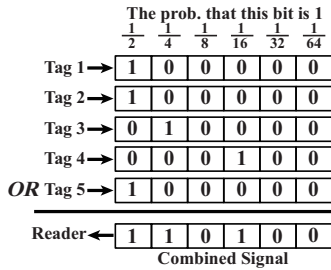 The prob. that this bit is 1
1/2 1/4 1/8 1/16 1/32 1/64
Tag 1 1 0 0 0 0 0
Tag 2 1 0 0 0 0 0
Tag 3 0 1 0 0 0 0
Tag 4 0 0 0 1 0 0
OR Tag 5 1 0 0 0 0 0
Reader 1 1 0 1 0 0
Combined Signal